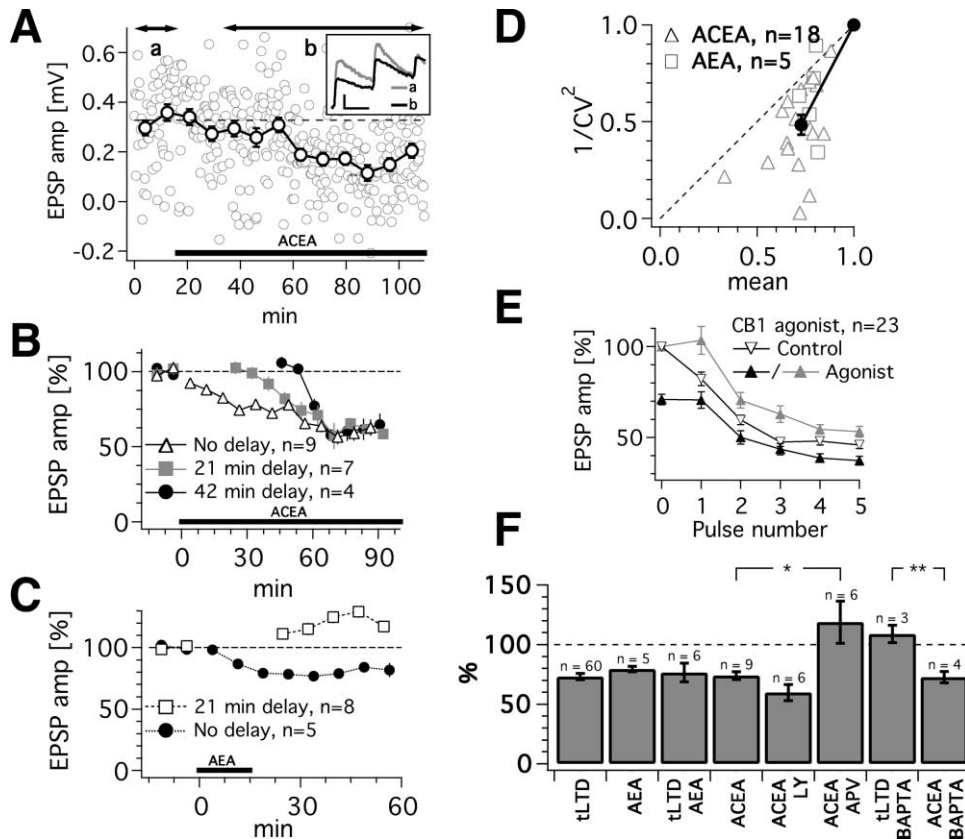 A
a
b
EPSP amp [mV]
0.6
0.4
0.2
0.0
-0.2
a
b
ACEA
0 20 40 60 80 100
min
B
EPSP amp [%]
100
50
0
No delay, n=9
21 min delay, n=7
42 min delay, n=4
ACEA
0 30 60 90
min
C
EPSP amp [%]
100
50
0
21 min delay, n=8
No delay, n=5
AEA
0 30 60
min
D
ACEA, n=18
AEA, n=5
1/CV²
1.0
0.5
0.0
0.0 0.5 1.0
mean
E
EPSP amp [%]
100
50
CB1 agonist, n=23
Control
/ Agonist
0 1 2 3 4 5
Pulse number
F
%
150
100
50
0
* **
n = 60 n = 5 n = 6 n = 9 n = 6 n = 6 n = 3 n = 4
tLTD
AEA
tLTD
AEA
ACEA
ACEA
LY
ACEA
APV
tLTD
BAPTA
ACEA
BAPTA